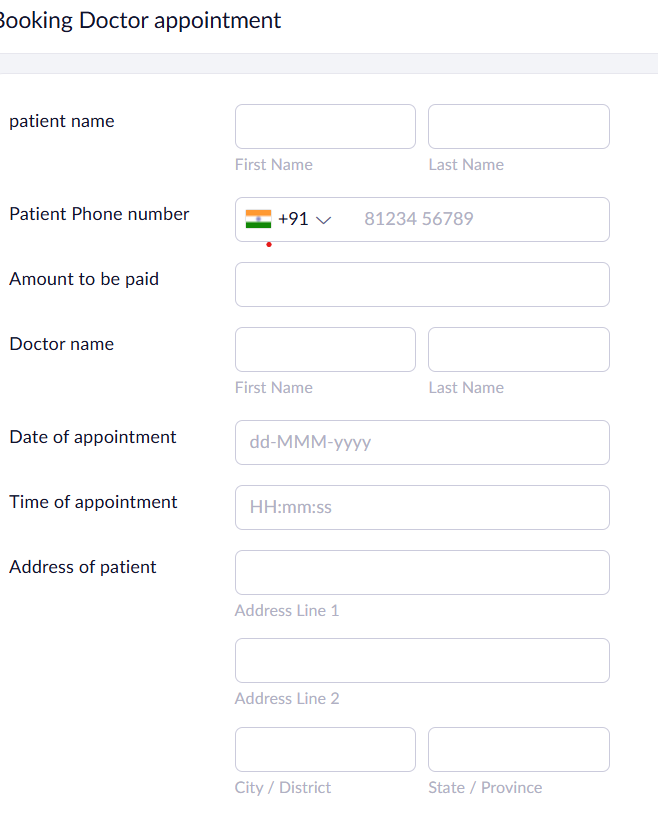 Booking Doctor appointment
patient name
First Name Last Name
Patient Phone number +91 81234 56789
Amount to be paid
Doctor name
First Name Last Name
Date of appointment dd-MMM-yyyy
Time of appointment HH:mm:ss
Address of patient
Address Line 1
Address Line 2
City / District State / Province